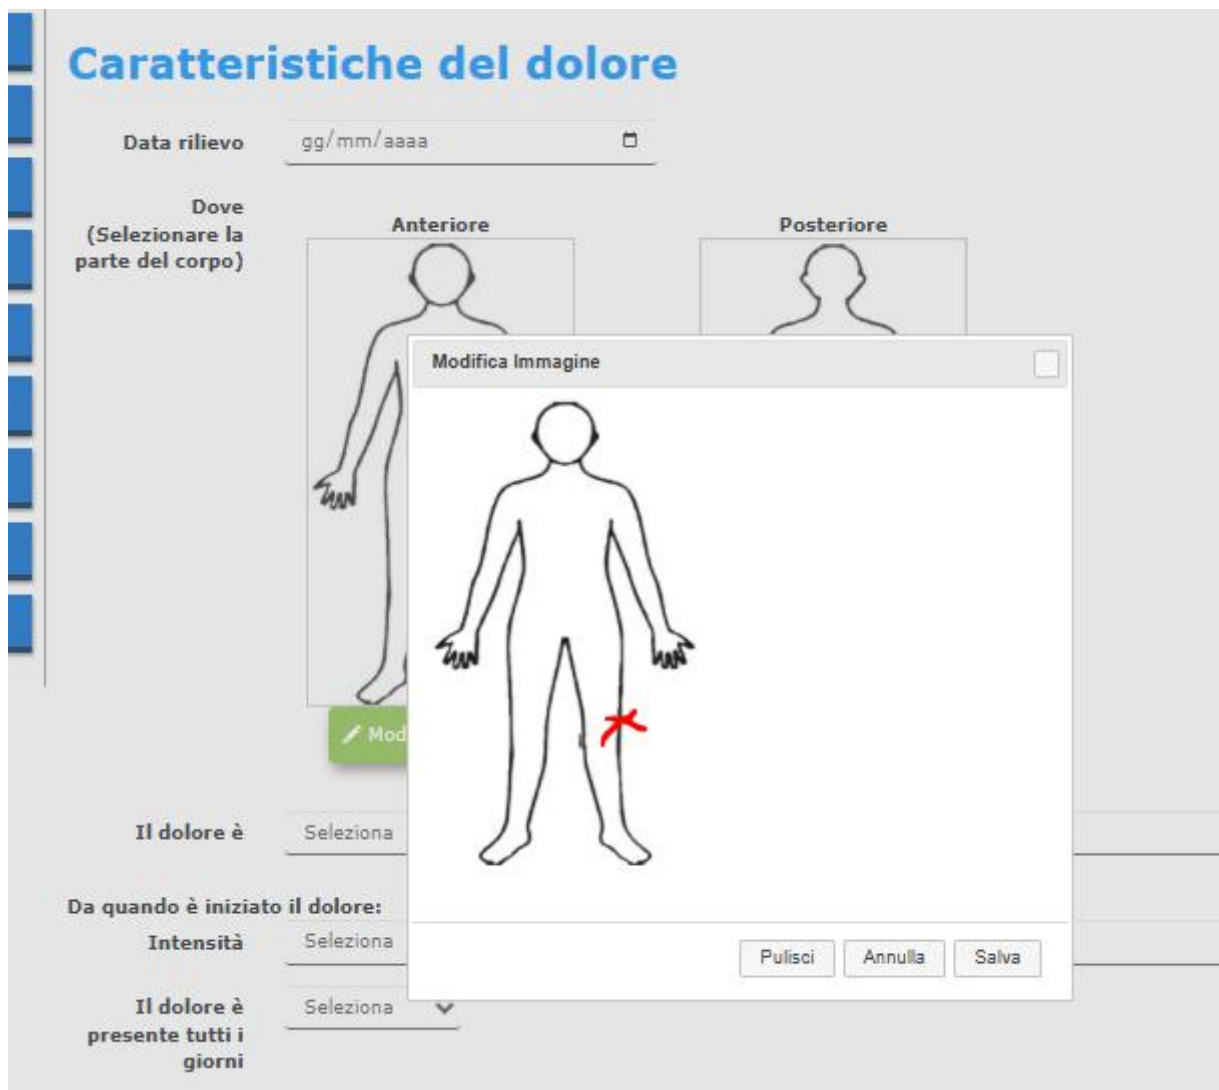 Caratteristiche del dolore
Data rilievo
gg/mm/aaaa
Dove
(Selezionare la
parte del corpo)
Anteriore
Posteriore
Modifica Immagine
Mod
Il dolore è
Seleziona
Da quando è iniziato il dolore:
Intensità
Seleziona
Pulisci
Annulla
Salva
Il dolore è
presente tutti i
giorni
Seleziona